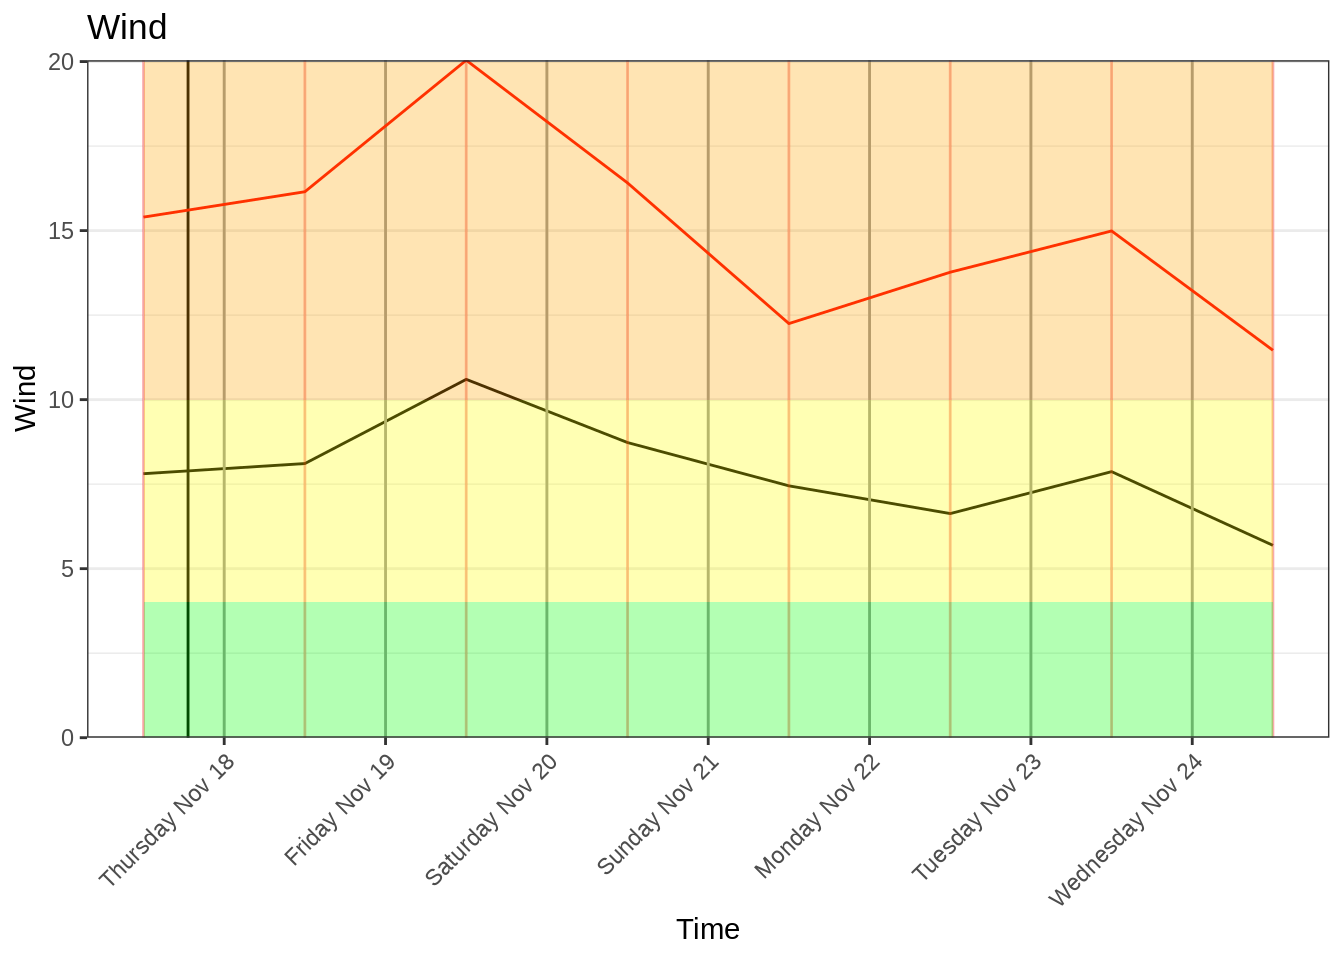 Wind
20
15
10
5
0
Wind
Thursday Nov 18
Friday Nov 19
Saturday Nov 20
Sunday Nov 21
Monday Nov 22
Tuesday Nov 23
Wednesday Nov 24
Time